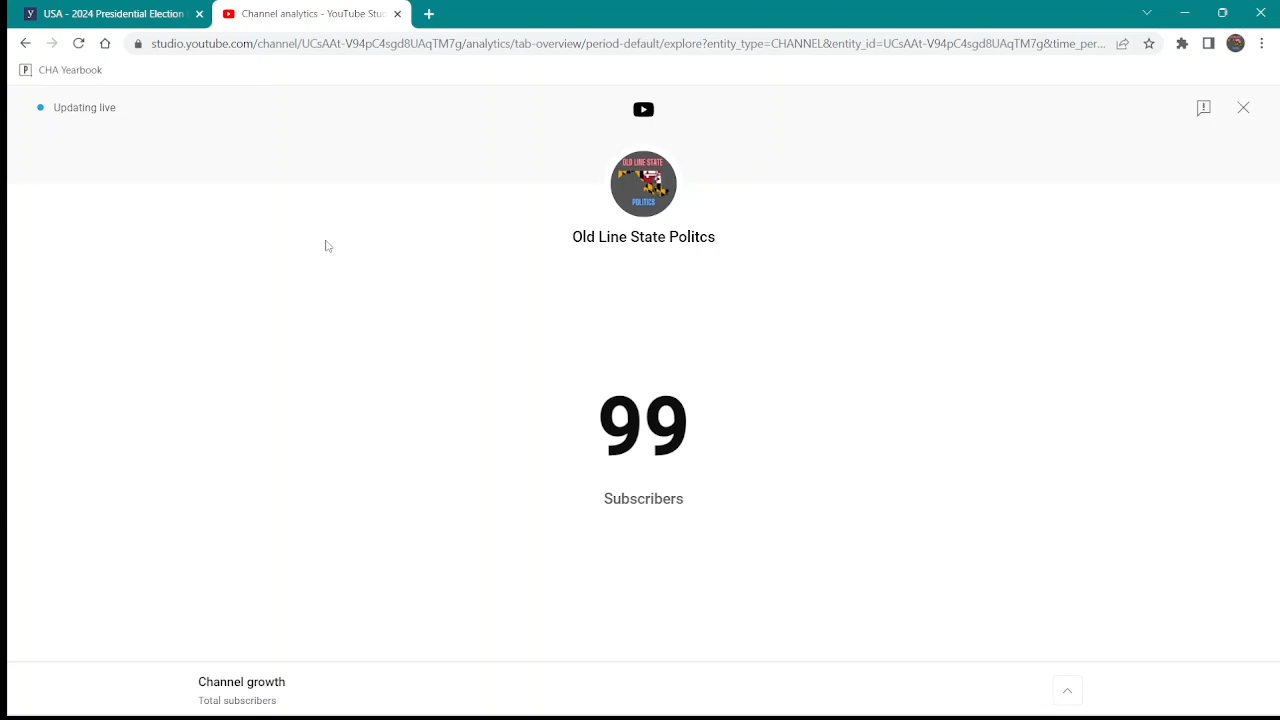 USA - 2024 Presidential Election
Channel analytics - YouTube Stu
studio.youtube.com/channel/UCsAAt-V94pC4sgd8UAqTM7g/analytics/tab-overview/period-default/explore?entity_type=CHANNEL&entity_id=UCsAAt-V94pC4sgd8UAqTM7g&time_per...
CHA Yearbook
Updating live
OLD LINE STATE
POLITICS
Old Line State Politcs
99
Subscribers
Channel growth
Total subscribers